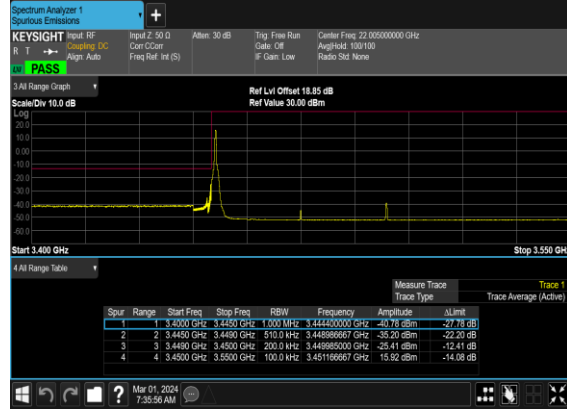 Spectrum Analyzer 1
Spurious Emissions
+
KEYSIGHT Input: RF Input Z: 50 Ω Atten: 30 dB Trig: Free Run Center Freq: 22.005000000 GHz
R T Coupling: DC Corr CCorr Gate: Off Avg|Hold: 100/100
Align: Auto Freq Ref: Int (S) IF Gain: Low Radio Std: None
PASS
3 All Range Graph
Ref Lvl Offset 18.85 dB
Scale/Div 10.0 dB Ref Value 30.00 dBm
Log
20.0
10.0
0.00
-10.0
-20.0
-30.0
-40.0
-50.0
-60.0
Start 3.400 GHz Stop 3.550 GH
4 All Range Table
Measure Trace Trace 1
Trace Type Trace Average (Active)
Spur Range Start Freq Stop Freq RBW Frequency Amplitude ΔLimit
1 1 3.4000 GHz 3.4450 GHz 1.000 MHz 3.444400000 GHz -40.78 dBm -27.78 dB
2 2 3.4450 GHz 3.4490 GHz 510.0 kHz 3.448986667 GHz -35.20 dBm -22.20 dB
3 3 3.4490 GHz 3.4500 GHz 200.0 kHz 3.449985000 GHz -25.41 dBm -12.41 dB
4 4 3.4500 GHz 3.5500 GHz 100.0 kHz 3.451166667 GHz 15.92 dBm -14.08 dB
? Mar 01, 2024
7:35:56 AM